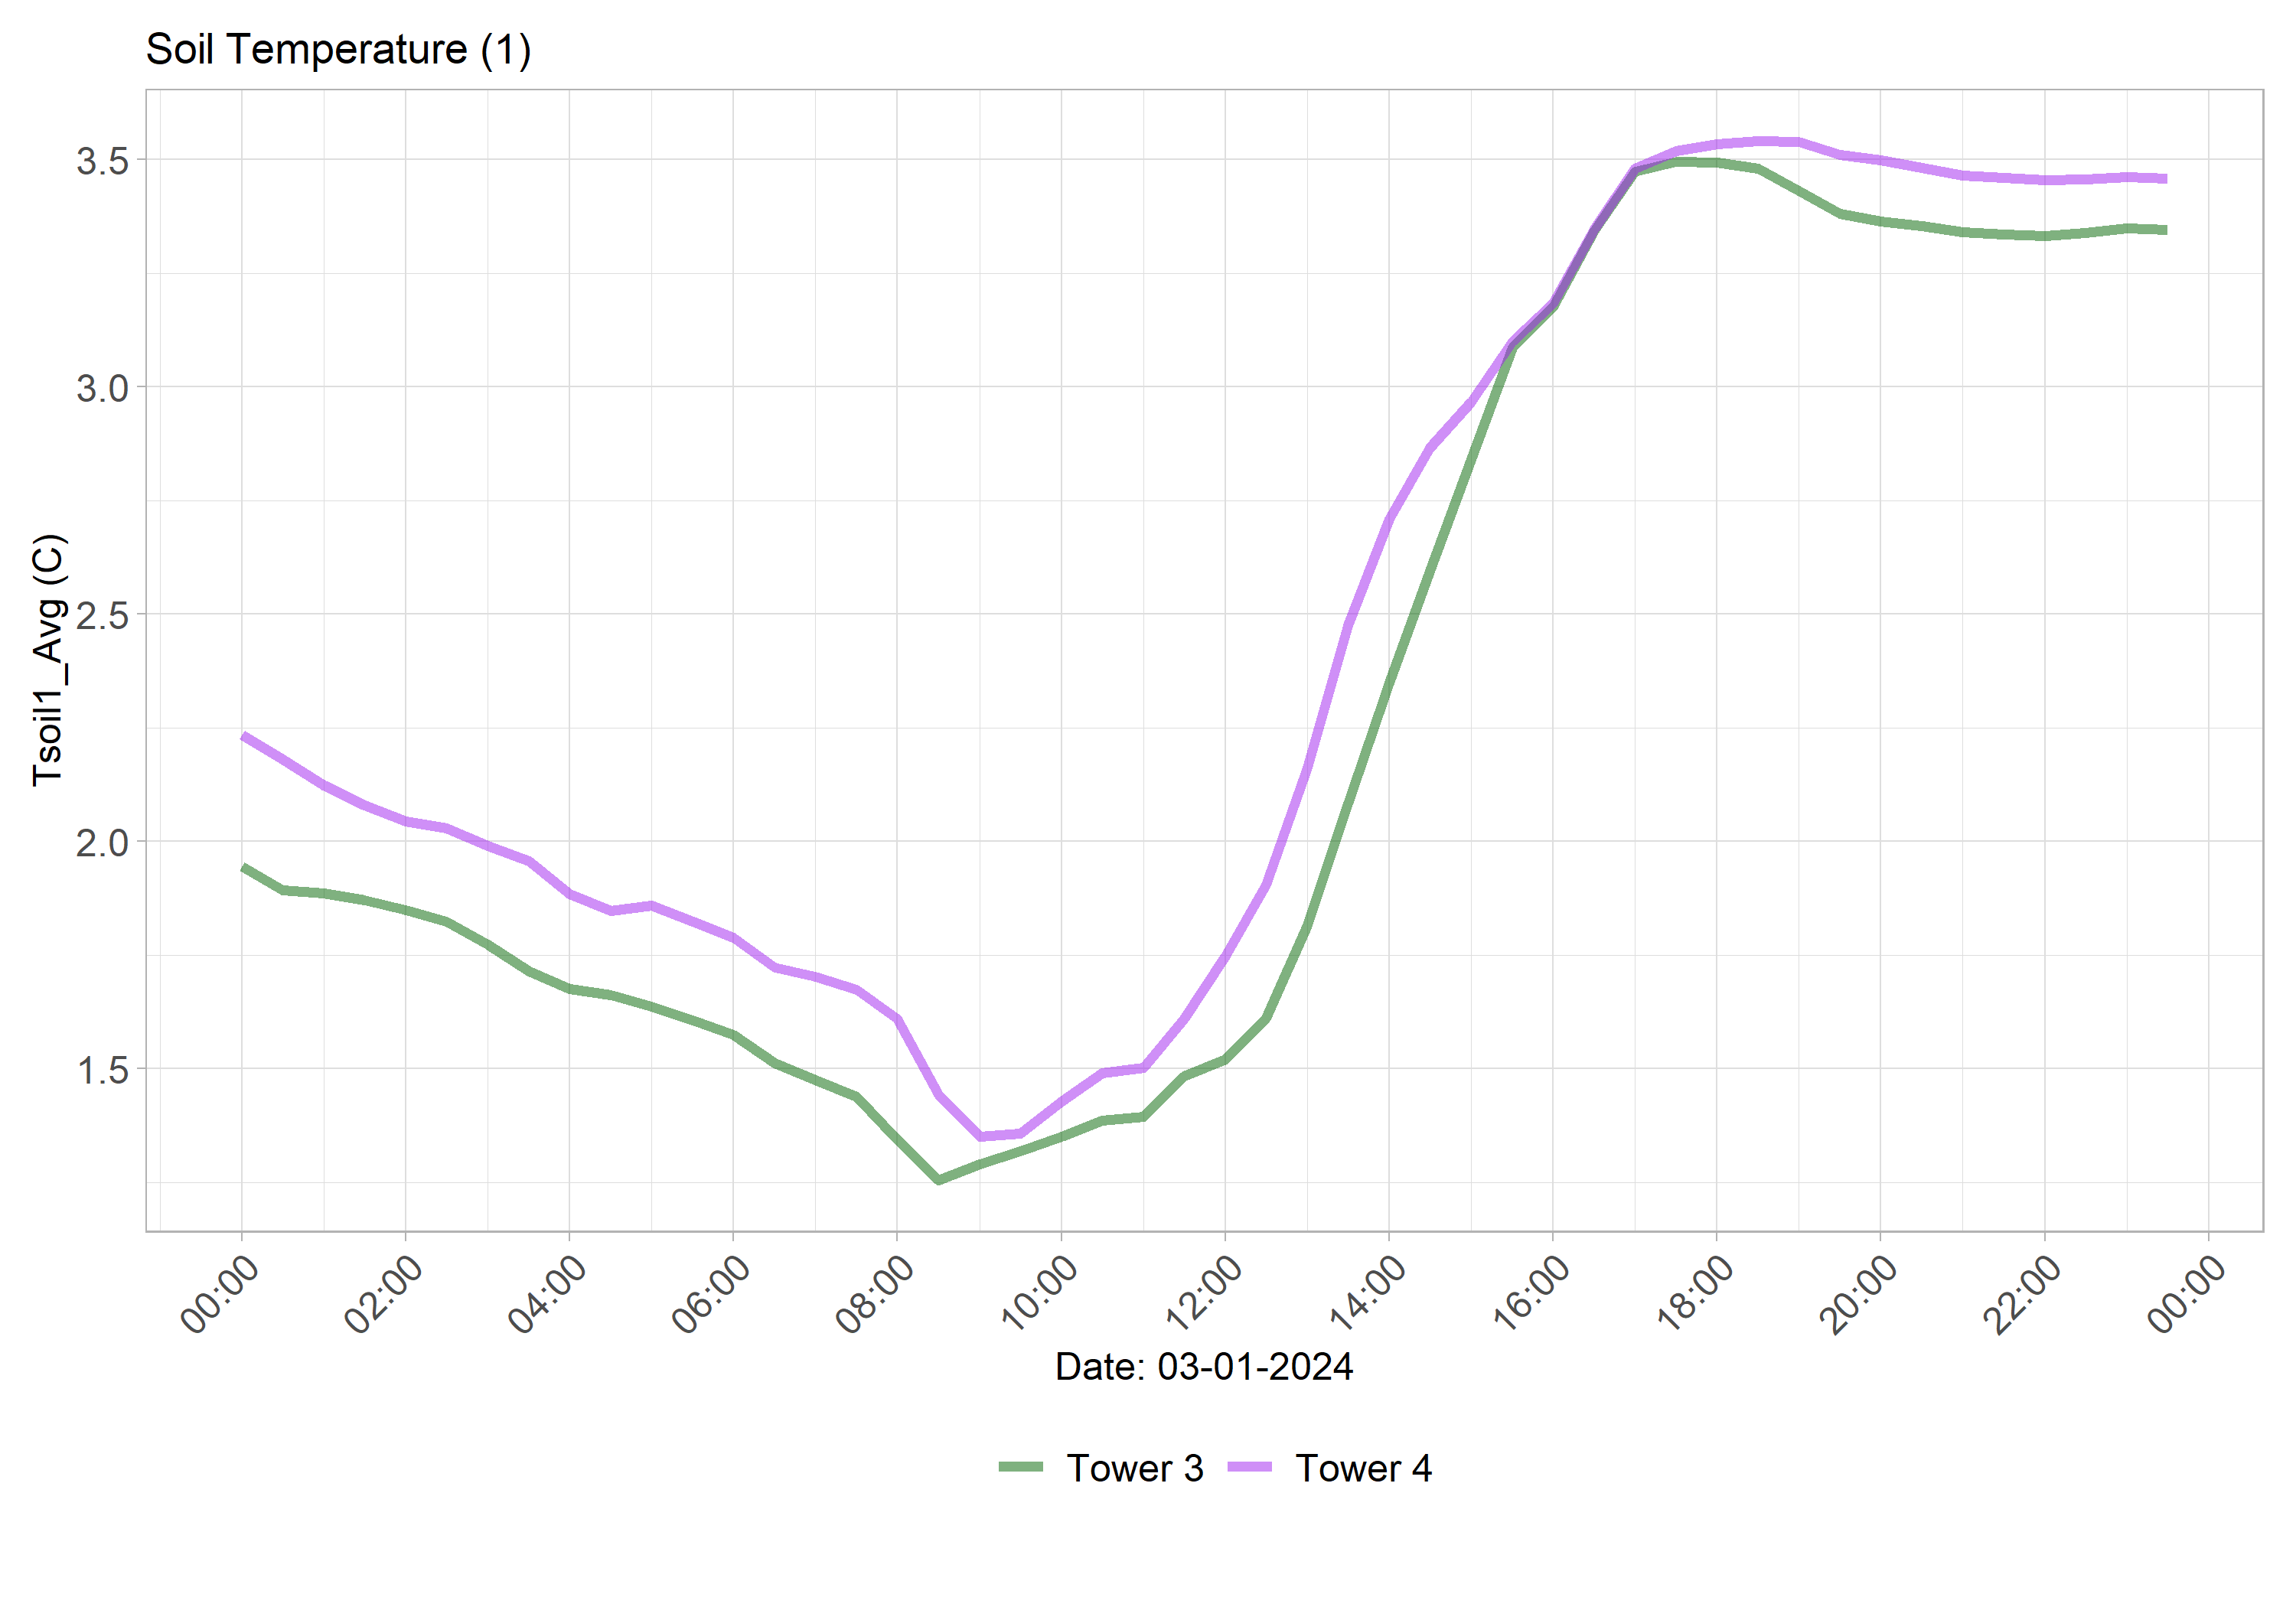 Soil Temperature (1)
Tsoil1_Avg (C)
3.5
3.0
2.5
2.0
1.5
00:00 02:00 04:00 06:00 08:00 10:00 12:00 14:00 16:00 18:00 20:00 22:00 00:00
Date: 03-01-2024
Tower 3 Tower 4